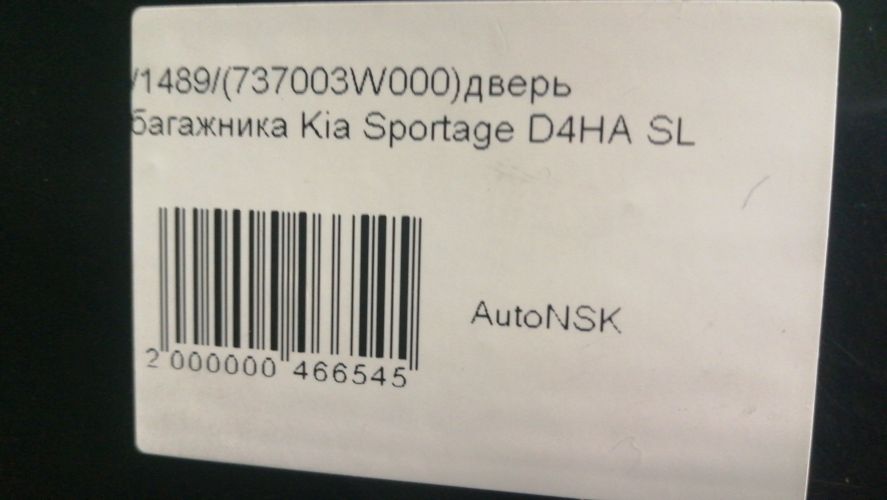 /1489/(737003W000)дверь
багажника Kia Sportage D4HA SL
AutoNSK
2 000000 466545